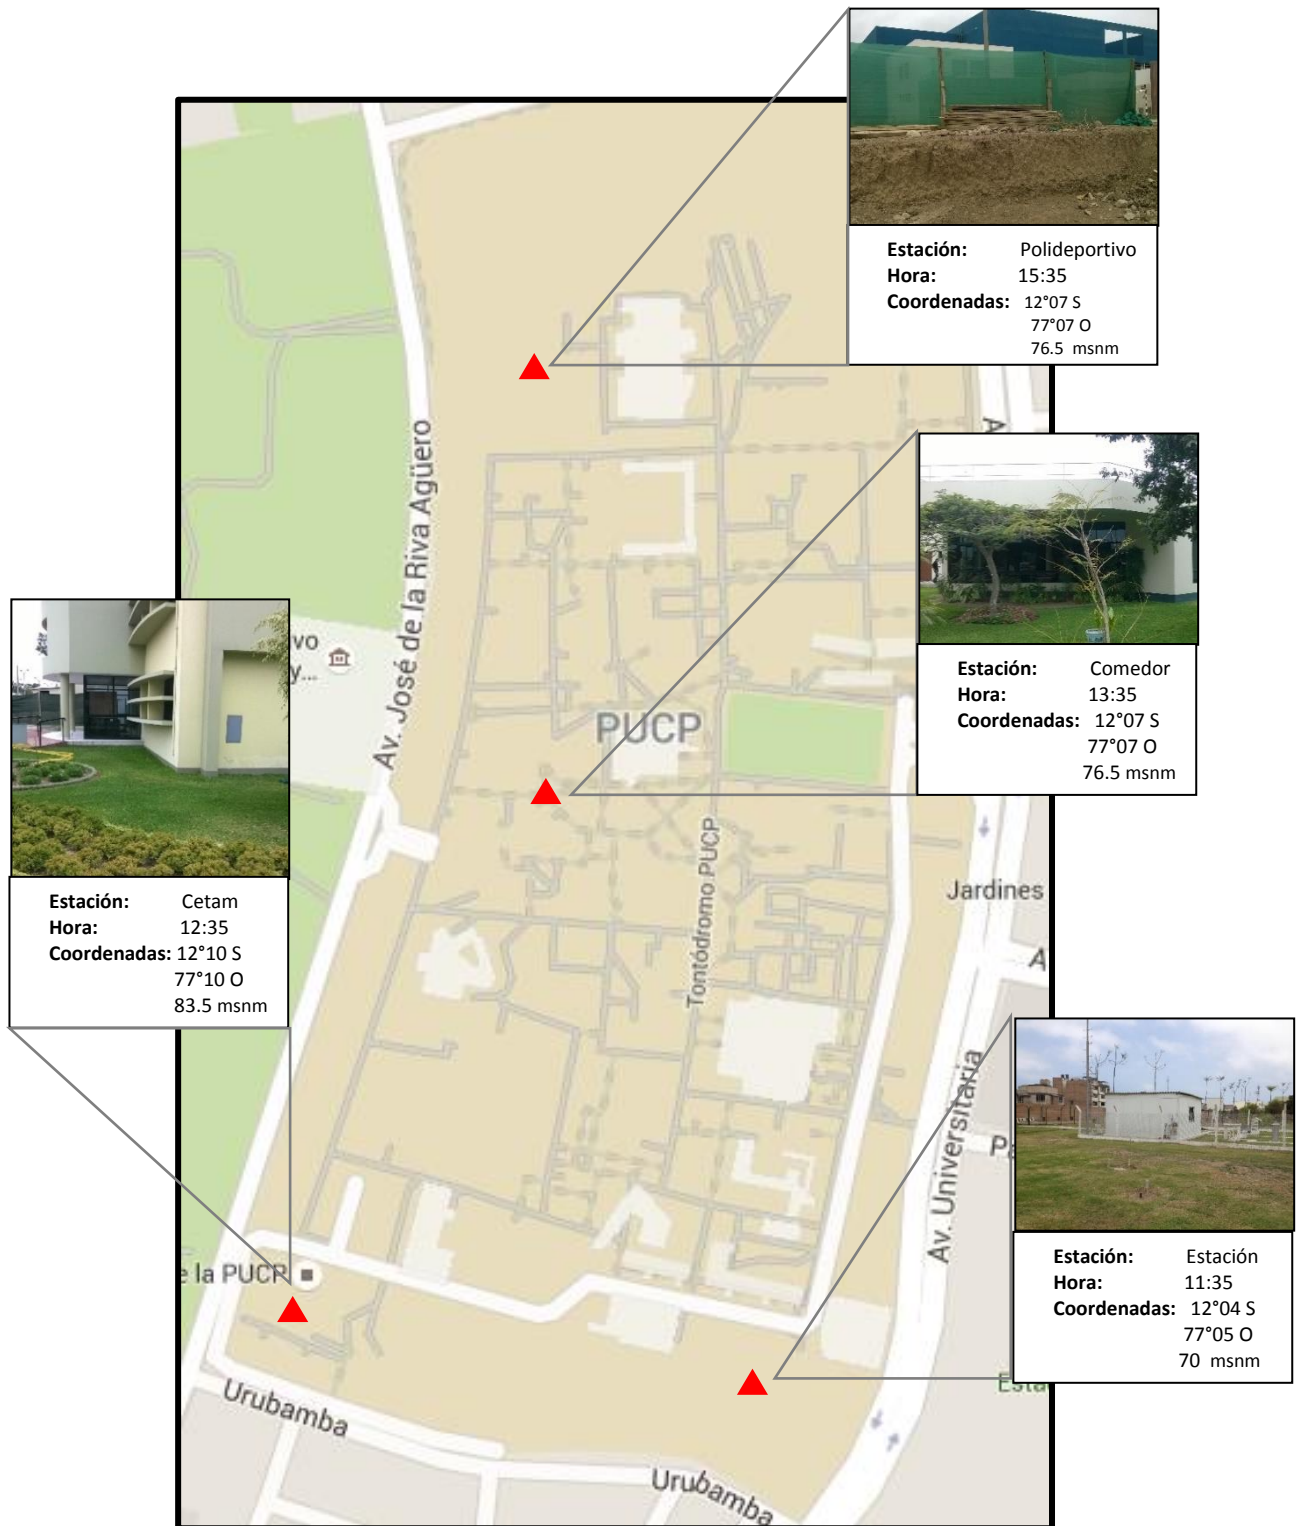 Estación: Polideportivo
Hora: 15:35
Coordenadas: 12°07 S
77°07 O
76.5 msnm
Av. José de la Riva Agüero
A
Estación: Comedor
Hora: 13:35
Coordenadas: 12°07 S
77°07 O
76.5 msnm
vo
y...
PUCP
Tontódromo PUCP
Jardines
A
Estación: Cetam
Hora: 12:35
Coordenadas: 12°10 S
77°10 O
83.5 msnm
Av. Universitaria
Pa
Estación: Estación
Hora: 11:35
Coordenadas: 12°04 S
77°05 O
70 msnm
e la PUCP
Urubamba
Urubamba